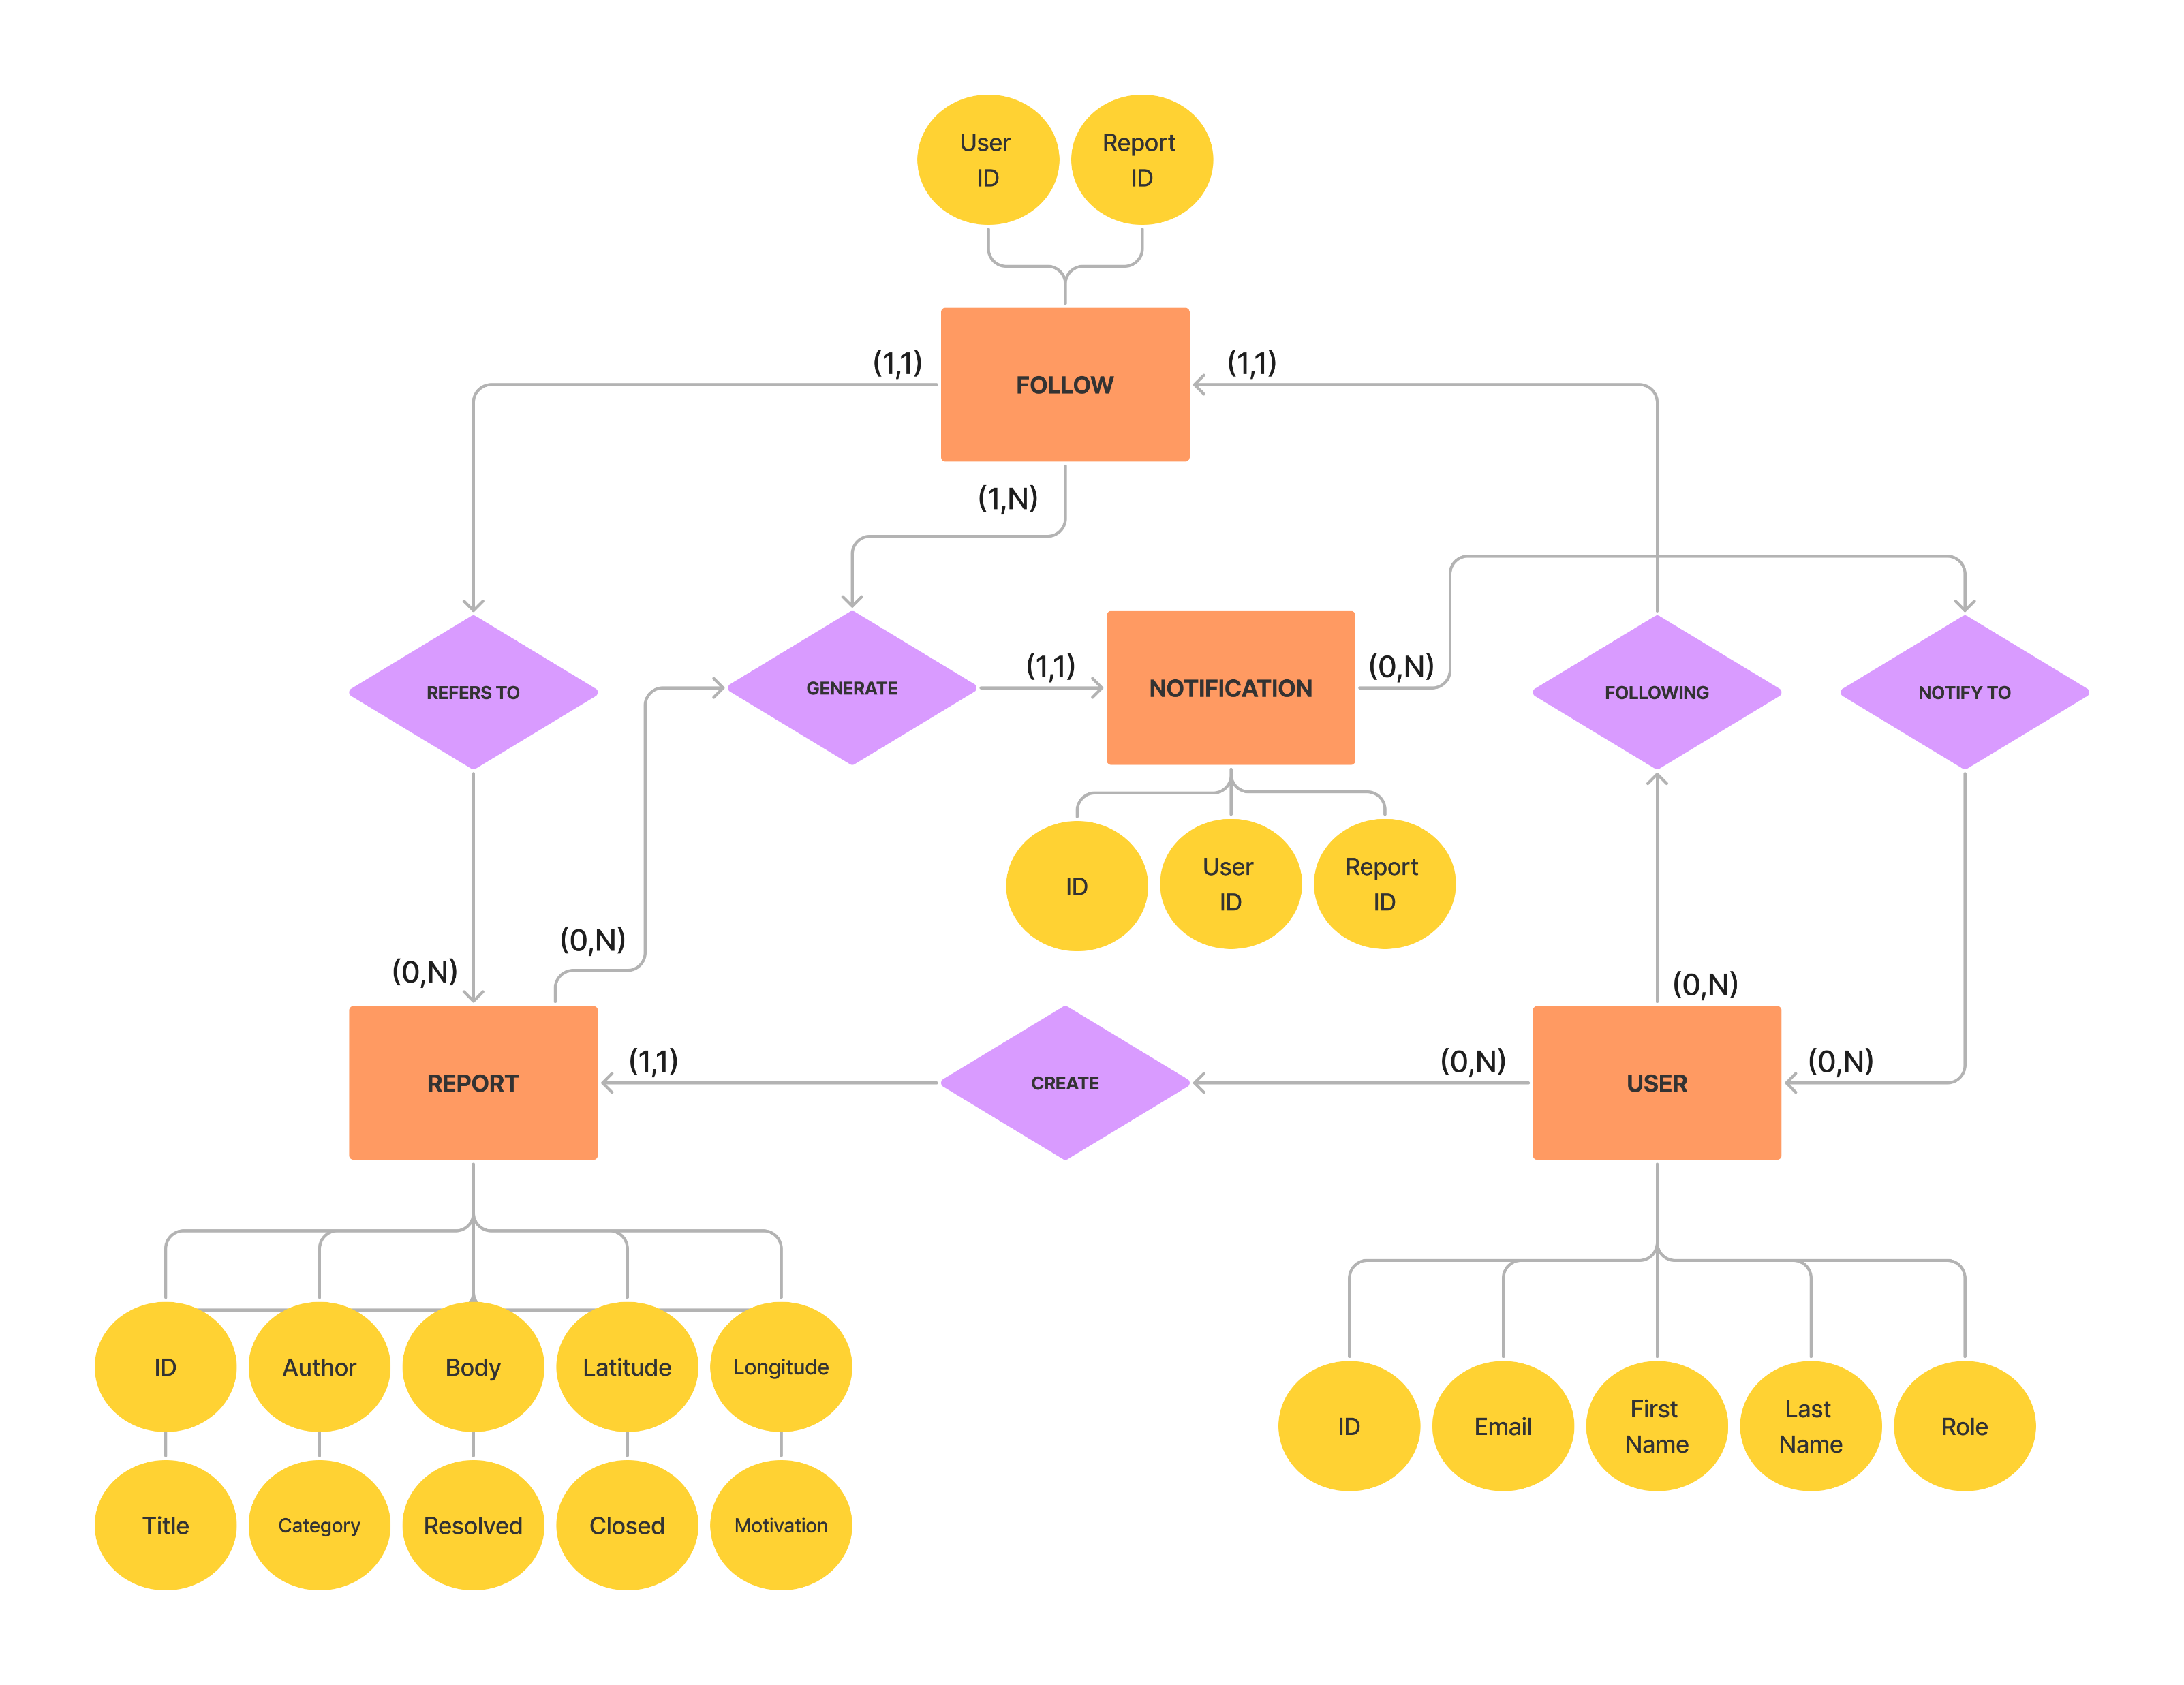 User
ID
Report
ID
(1,1)
FOLLOW
(1,1)
(1,N)
REFERS TO
GENERATE
(1,1)
NOTIFICATION
(0,N)
FOLLOWING
NOTIFY TO
ID
User
ID
Report
ID
(0,N)
(0,N)
(0,N)
REPORT
(1,1)
CREATE
(0,N)
USER
(0,N)
ID
Author
Body
Latitude
Longitude
ID
Email
First
Name
Last
Name
Role
Title
Category
Resolved
Closed
Motivation